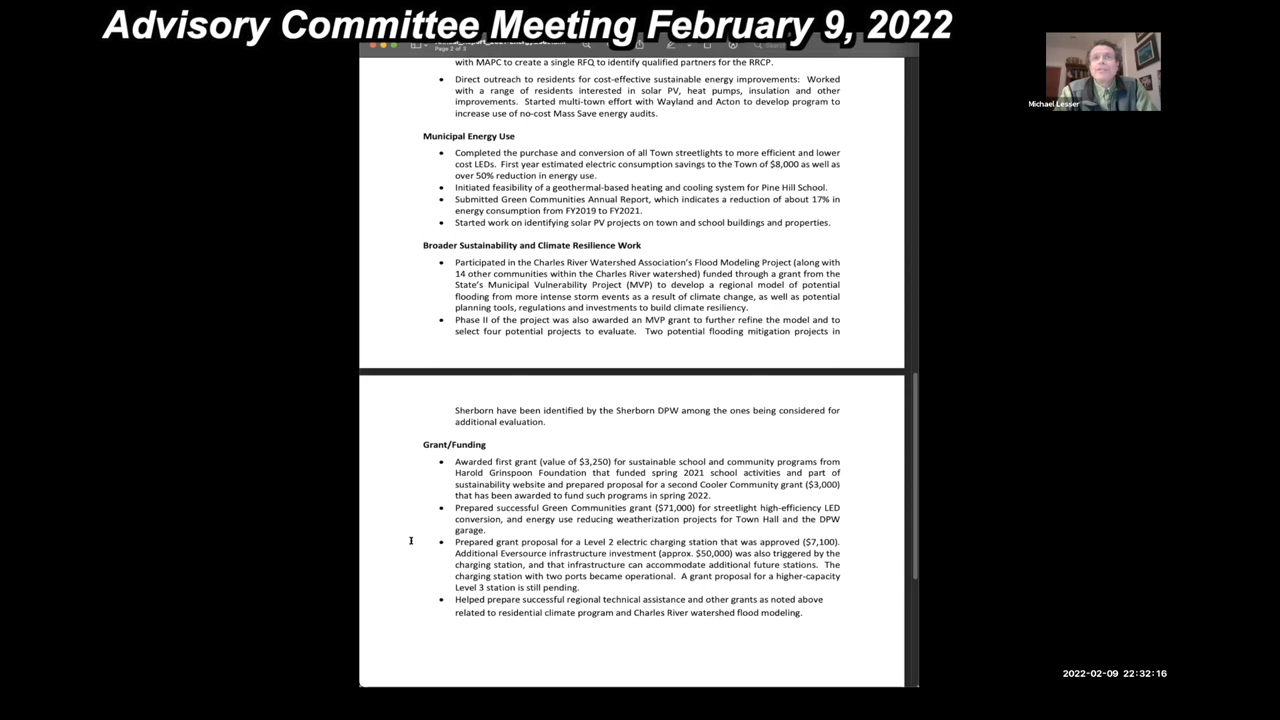 Advisory Committee Meeting February 9, 2022
Page 2 of 3
Michael Lesser
with MAPC to create a single RFQ to identify qualified partners for the RRCP.
• Direct outreach to residents for cost-effective sustainable energy improvements: Worked
with a range of residents interested in solar PV, heat pumps, insulation and other
improvements. Started multi-town effort with Wayland and Acton to develop program to
increase use of no-cost Mass Save energy audits.
Municipal Energy Use
• Completed the purchase and conversion of all Town streetlights to more efficient and lower
cost LEDs. First year estimated electric consumption savings to the Town of $8,000 as well as
over 50% reduction in energy use.
• Initiated feasibility of a geothermal-based heating and cooling system for Pine Hill School.
• Submitted Green Communities Annual Report, which indicates a reduction of about 17% in
energy consumption from FY2019 to FY2021.
• Started work on identifying solar PV projects on town and school buildings and properties.
Broader Sustainability and Climate Resilience Work
• Participated in the Charles River Watershed Association's Flood Modeling Project (along with
14 other communities within the Charles River watershed) funded through a grant from the
State's Municipal Vulnerability Project (MVP) to develop a regional model of potential
flooding from more intense storm events as a result of climate change, as well as potential
planning tools, regulations and investments to build climate resiliency.
• Phase II of the project was also awarded an MVP grant to further refine the model and to
select four potential projects to evaluate. Two potential flooding mitigation projects in
Sherborn have been identified by the Sherborn DPW among the ones being considered for
additional evaluation.
Grant/Funding
• Awarded first grant (value of $3,250) for sustainable school and community programs from
Harold Grinspoon Foundation that funded spring 2021 school activities and part of
sustainability website and prepared proposal for a second Cooler Community grant ($3,000)
that has been awarded to fund such programs in spring 2022.
• Prepared successful Green Communities grant ($71,000) for streetlight high-efficiency LED
conversion, and energy use reducing weatherization projects for Town Hall and the DPW
garage.
• Prepared grant proposal for a Level 2 electric charging station that was approved ($7,100).
Additional Eversource infrastructure investment (approx. $50,000) was also triggered by the
charging station, and that infrastructure can accommodate additional future stations. The
charging station with two ports became operational. A grant proposal for a higher-capacity
Level 3 station is still pending.
• Helped prepare successful regional technical assistance and other grants as noted above
related to residential climate program and Charles River watershed flood modeling.
2022-02-09 22:32:16